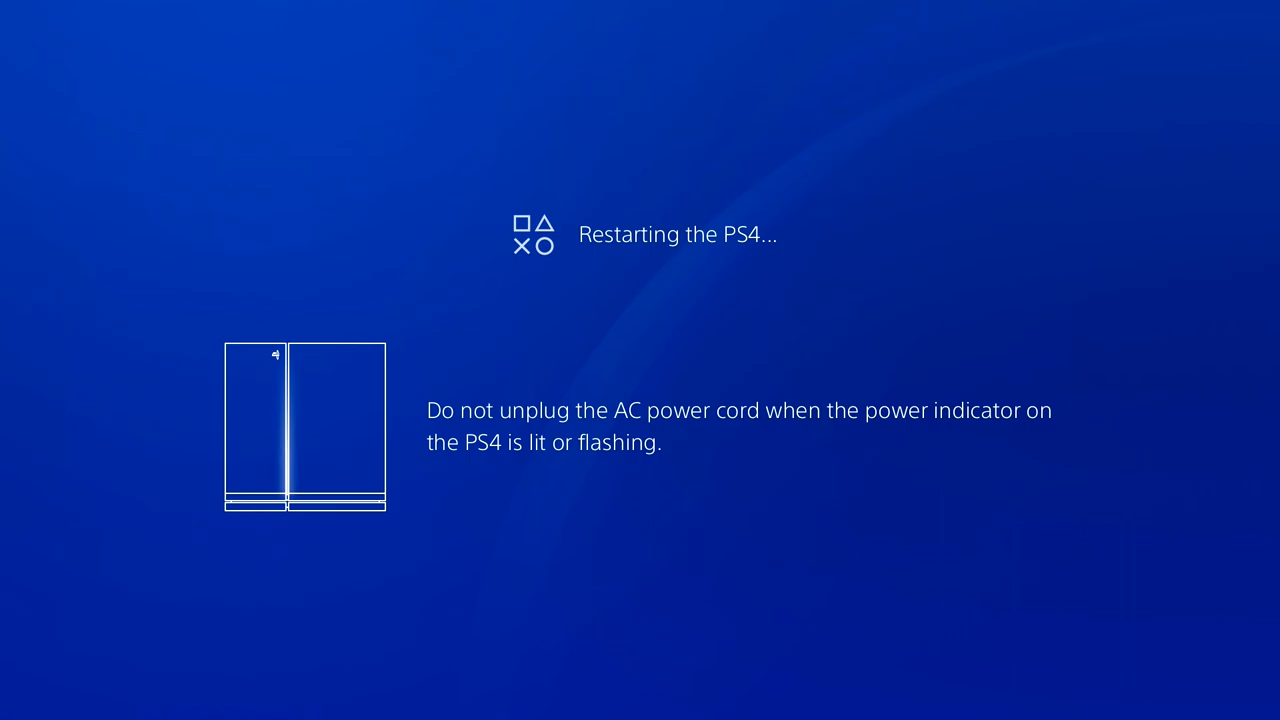 Restarting the PS4...
Do not unplug the AC power cord when the power indicator on
the PS4 is lit or flashing.